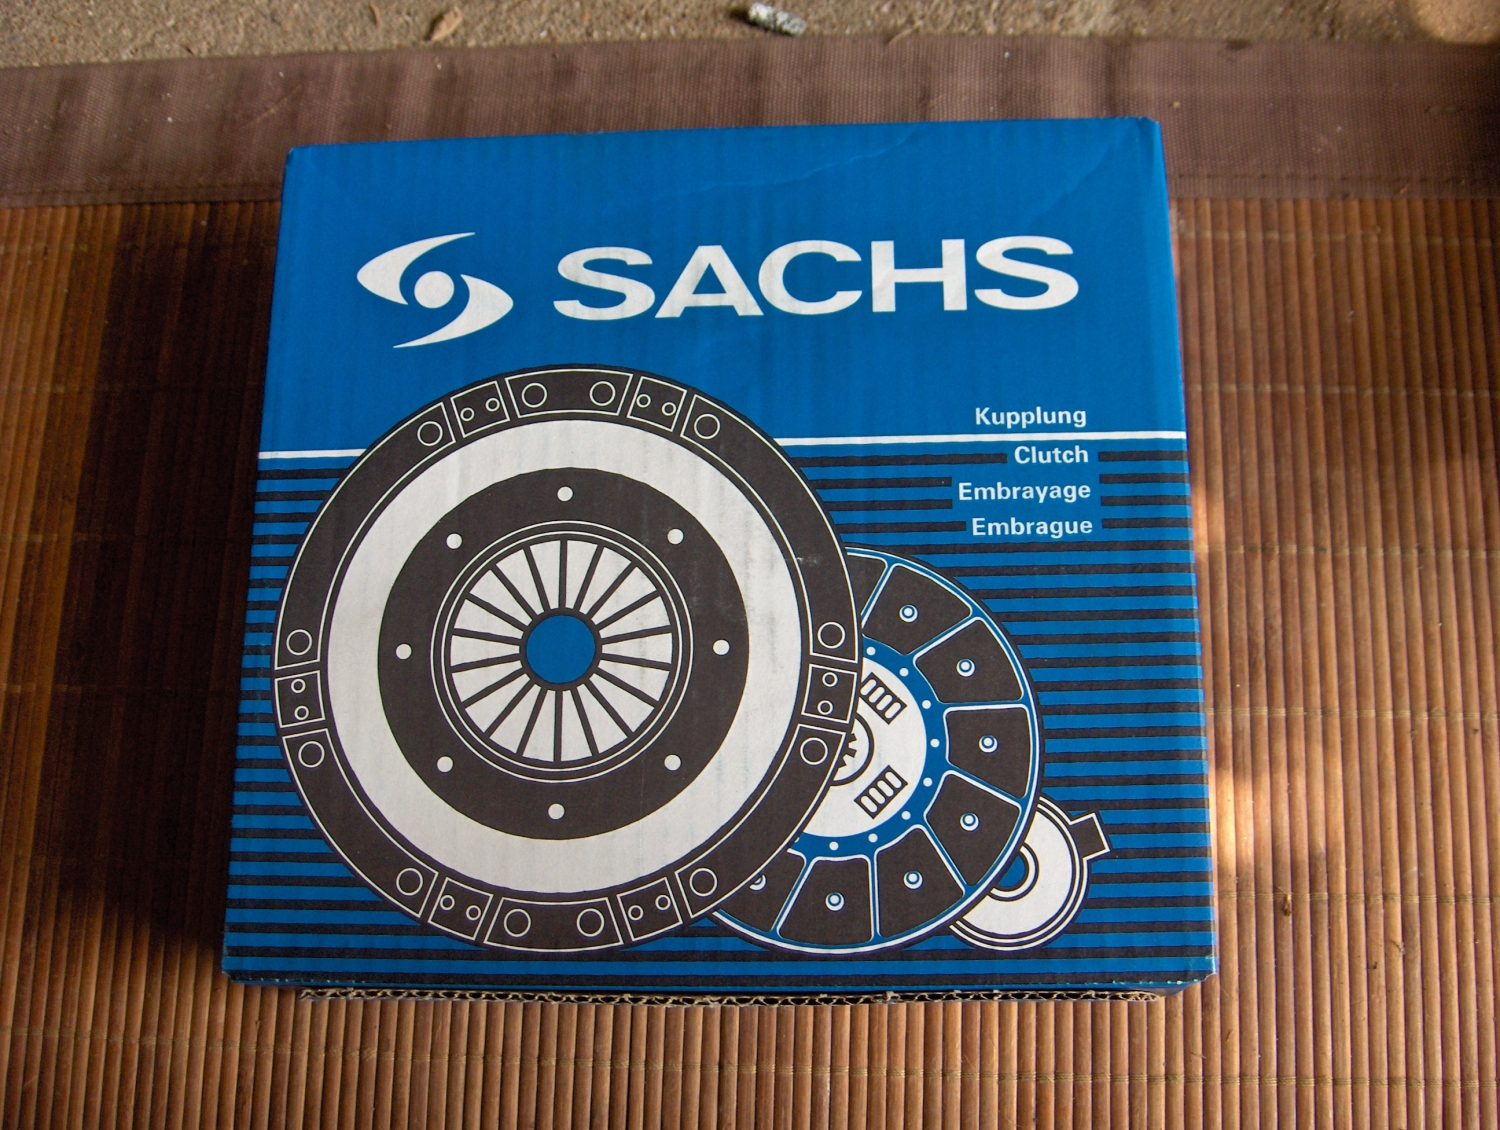 SACHS
Kupplung
Clutch
Embrayage
Embrague